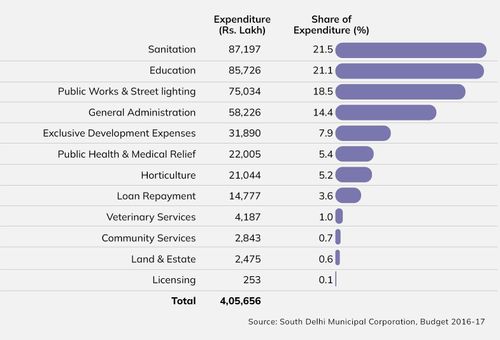 Expenditure (Rs. Lakh) Share of Expenditure (%)
Sanitation 87,197 21.5
Education 85,726 21.1
Public Works & Street lighting 75,034 18.5
General Administration 58,226 14.4
Exclusive Development Expenses 31,890 7.9
Public Health & Medical Relief 22,005 5.4
Horticulture 21,044 5.2
Loan Repayment 14,777 3.6
Veterinary Services 4,187 1.0
Community Services 2,843 0.7
Land & Estate 2,475 0.6
Licensing 253 0.1
Total 4,05,656
Source: South Delhi Municipal Corporation, Budget 2016-17